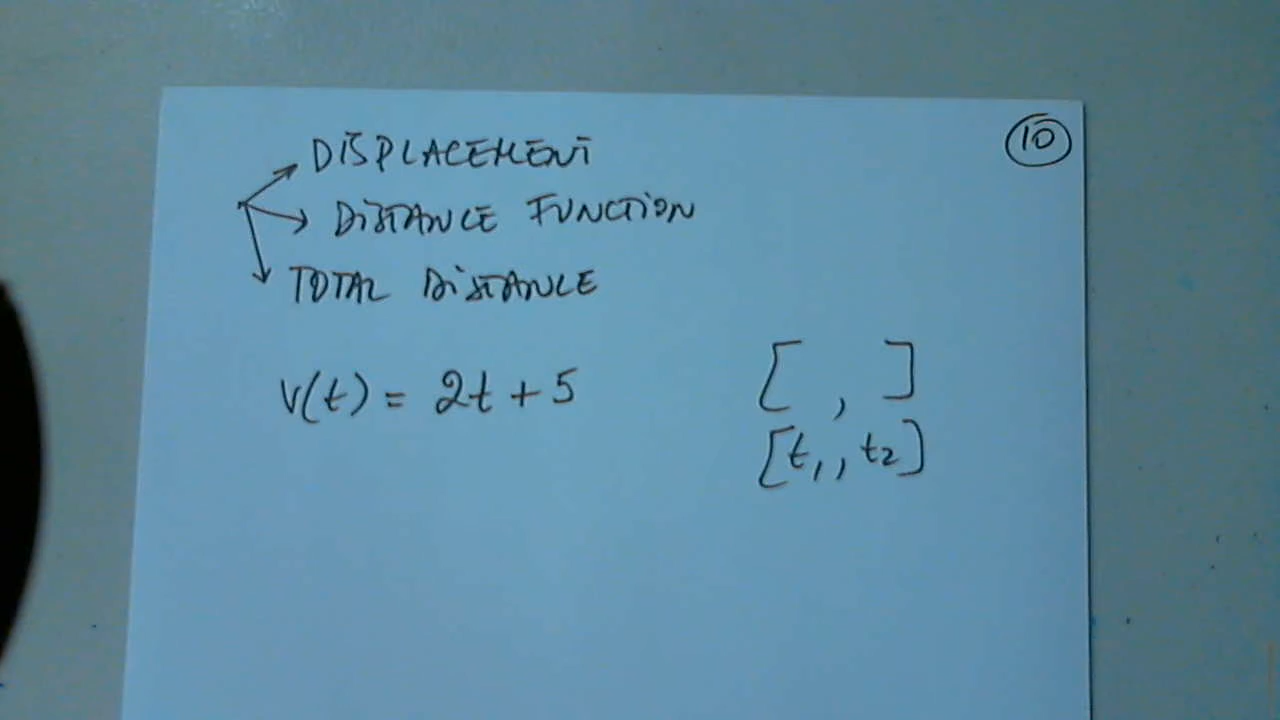 10
DISPLACEMENT
DISTANCE FUNCTION
TOTAL DISTANCE
v(t) = 2t + 5 [ , ]
[t₁, , t₂]